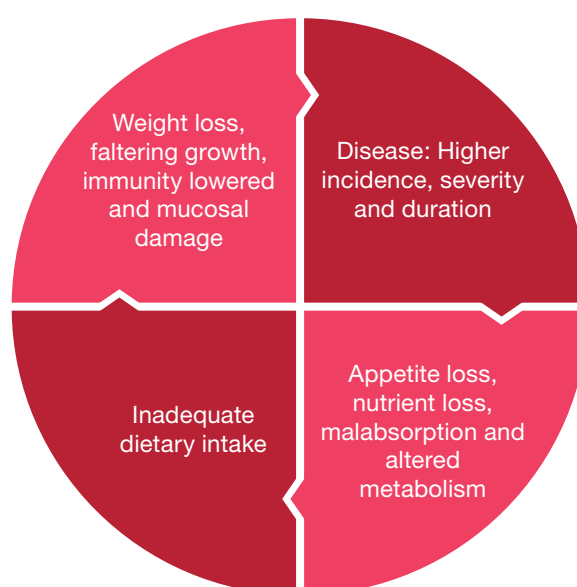 Weight loss,
faltering growth,
immunity lowered
and mucosal
damage
Disease: Higher
incidence, severity
and duration
Inadequate
dietary intake
Appetite loss,
nutrient loss,
malabsorption and
altered
metabolism